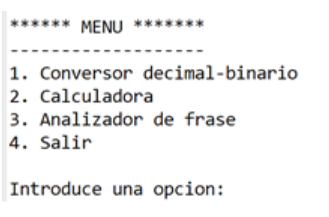 ****** MENU *******
-------------------
1. Conversor decimal-binario
2. Calculadora
3. Analizador de frase
4. Salir
Introduce una opcion: